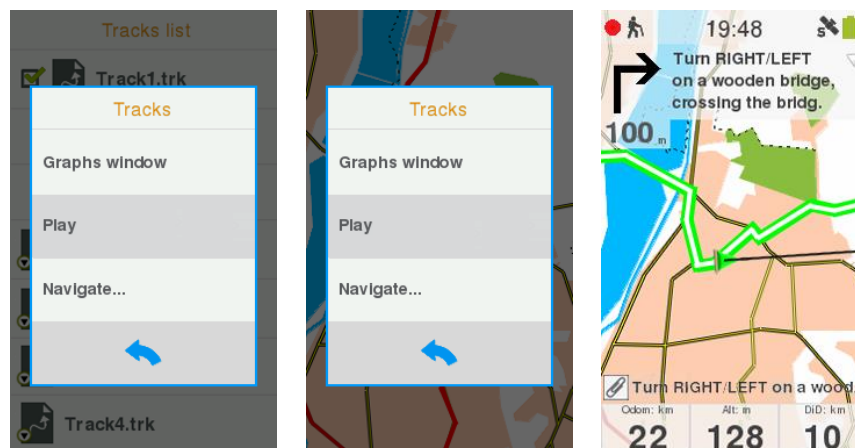 Tracks list
Track1.trk
Tracks
Graphs window
Play
Navigate...
Track4.trk
Tracks
Graphs window
Play
Navigate...
19:48
S
Turn RIGHT/LEFT
on a wooden bridge,
crossing the bridg.
100 m
Turn RIGHT/LEFT on a wood
Odom: km
Alt: m
DiD: km
22
128
10